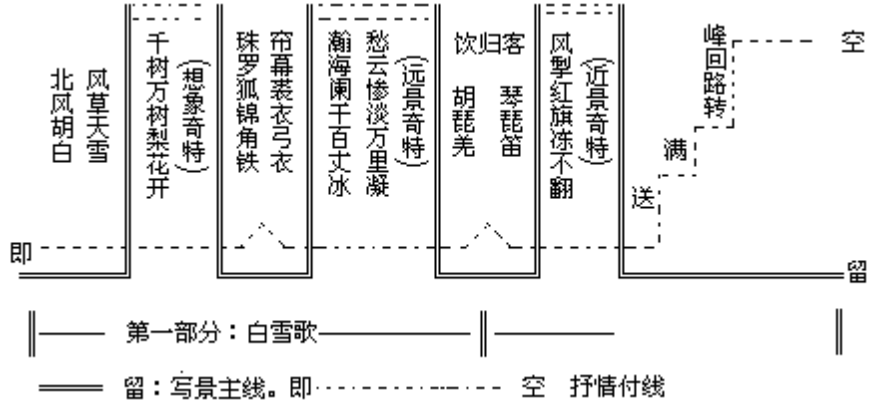 北风胡白
风草天雪
千树万树梨花开
(想象奇特)
珠罗狐锦角铁
帘幕裘衣弓衣
瀚海阑千百丈冰
愁云惨淡万里凝
(远景奇特)
饮归客
胡琵羌
琴琵笛
风掣红旗冻不翻
(近景奇特)
送
满
峰回路转
空
即
留
第一部分：白雪歌
留：写景主线。即 空 抒情付线